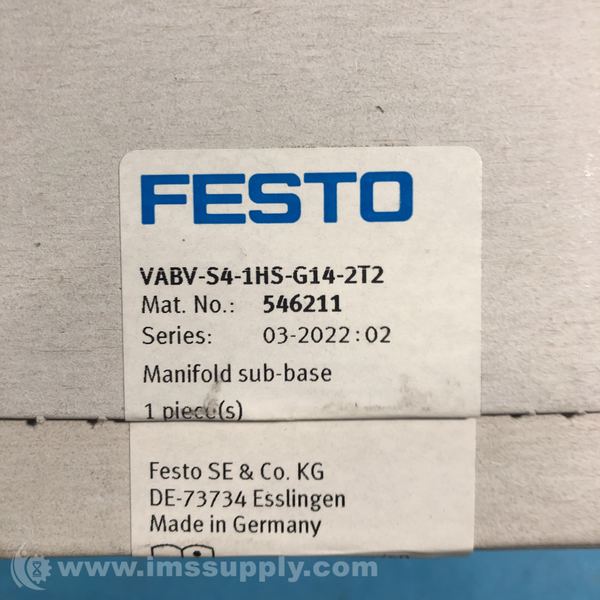 FESTO
VABV-S4-1HS-G14-2T2
Mat. No.: 546211
Series: 03-2022:02
Manifold sub-base
1 piece(s)
Festo SE & Co. KG
DE-73734 Esslingen
Made in Germany
www.imssupply.com